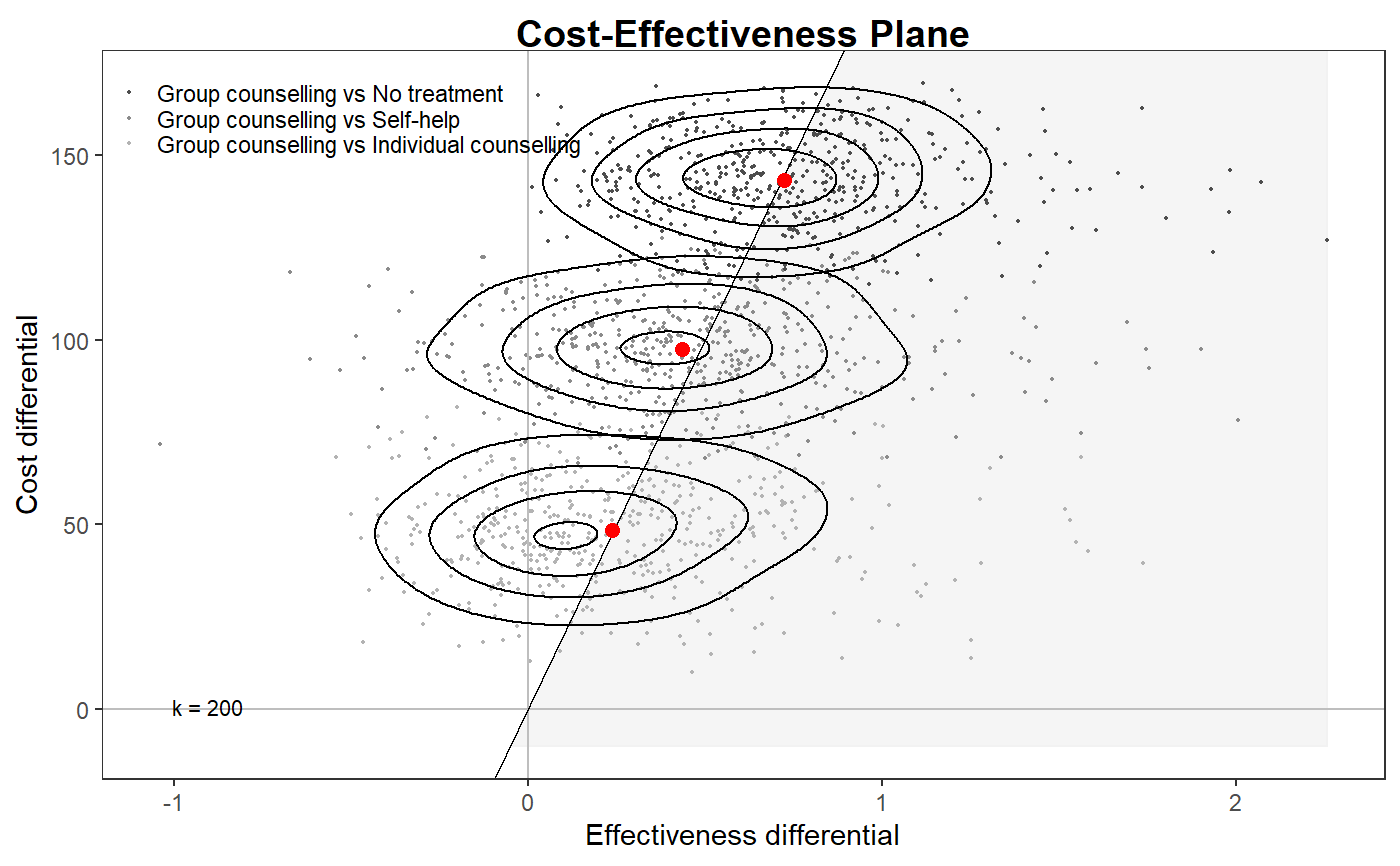 Cost-Effectiveness Plane
Group counselling vs No treatment
Group counselling vs Self-help
Group counselling vs Individual counselling
150
100
50
0
k = 200
-1
0
1
2
Effectiveness differential
Cost differential